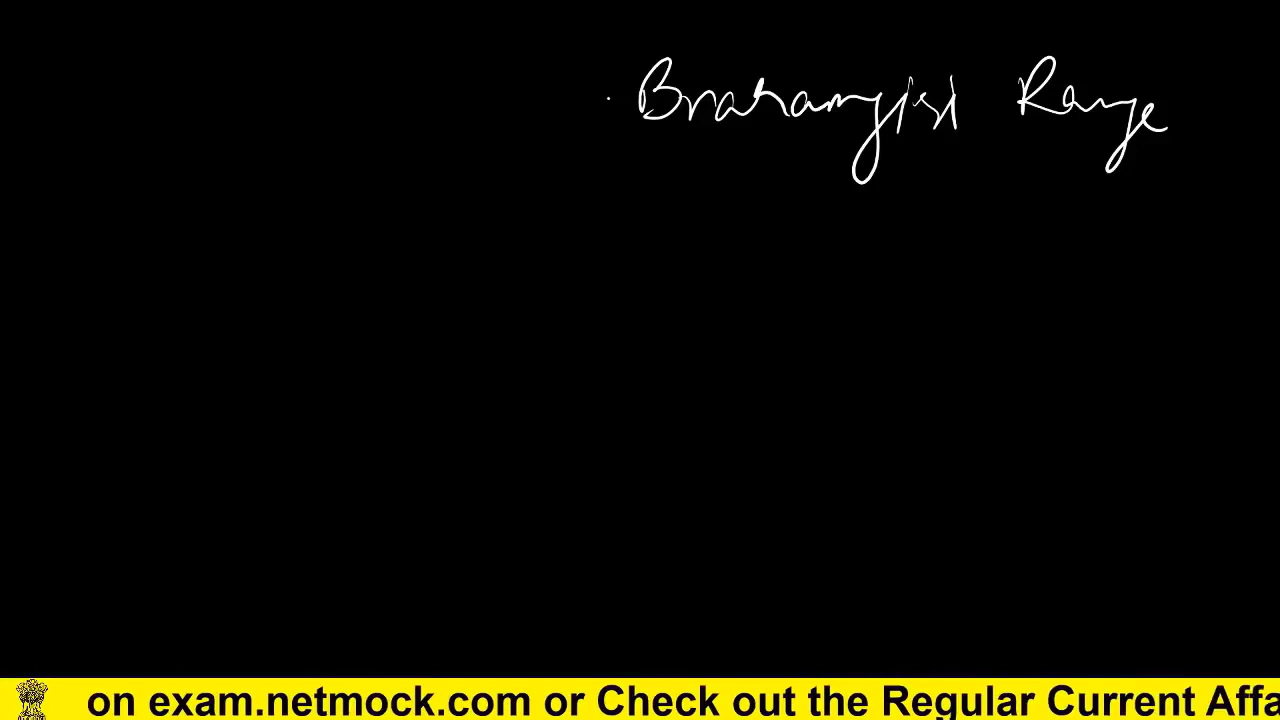 Brahamgiri Range
on exam.netmock.com or Check out the Regular Current Affa